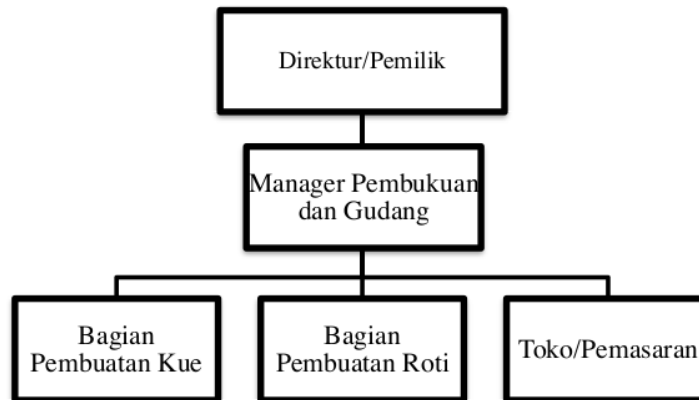 Direktur/Pemilik
Manager Pembukuan
dan Gudang
Bagian
Pembuatan Kue
Bagian
Pembuatan Roti
Toko/Pemasaran